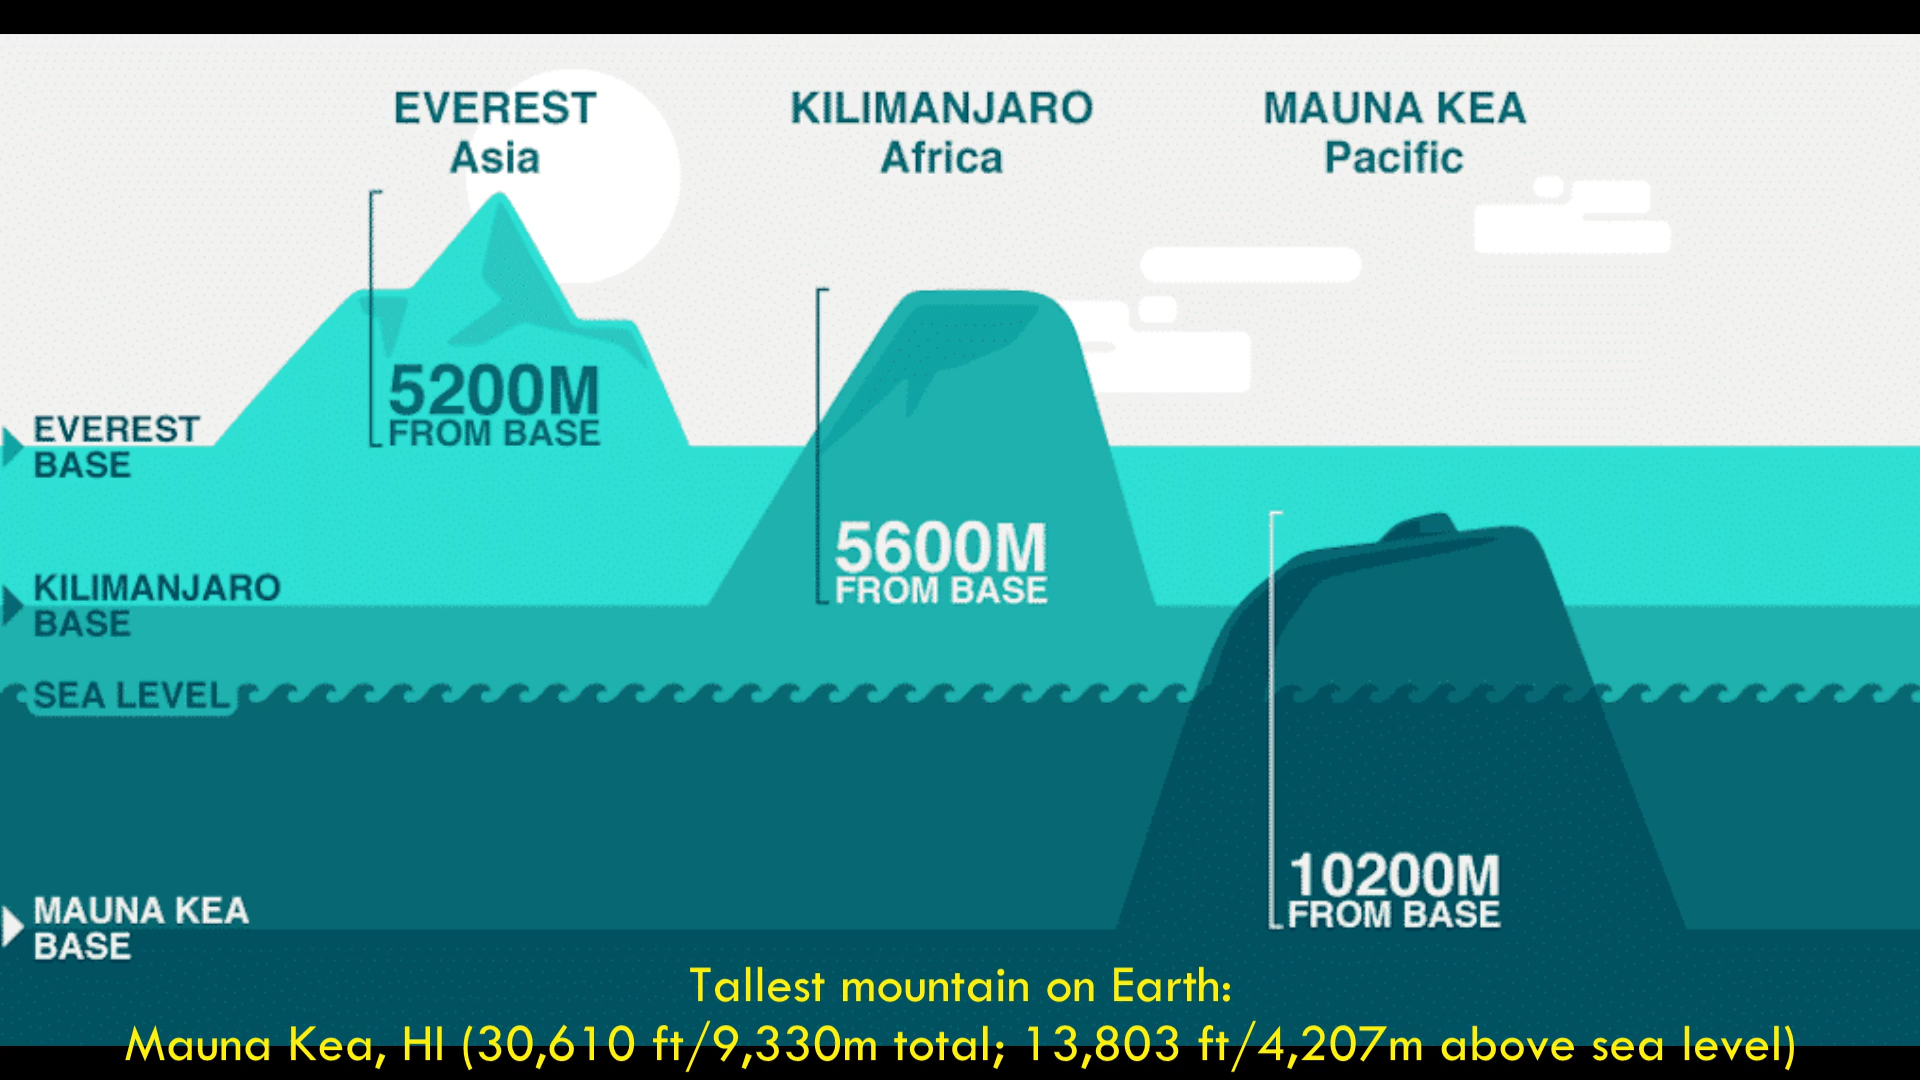 EVEREST
Asia
KILIMANJARO
Africa
MAUNA KEA
Pacific
5200M
FROM BASE
EVEREST
BASE
5600M
FROM BASE
KILIMANJARO
BASE
SEA LEVEL
10200M
FROM BASE
MAUNA KEA
BASE
Tallest mountain on Earth:
Mauna Kea, HI (30,610 ft/9,330m total; 13,803 ft/4,207m above sea level)